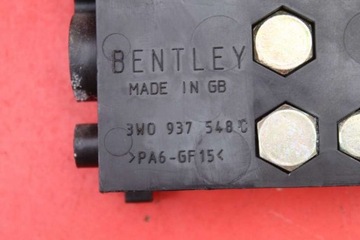 BENTLEY
MADE IN GB
3W0 937 548 C
>PA6-GF15<